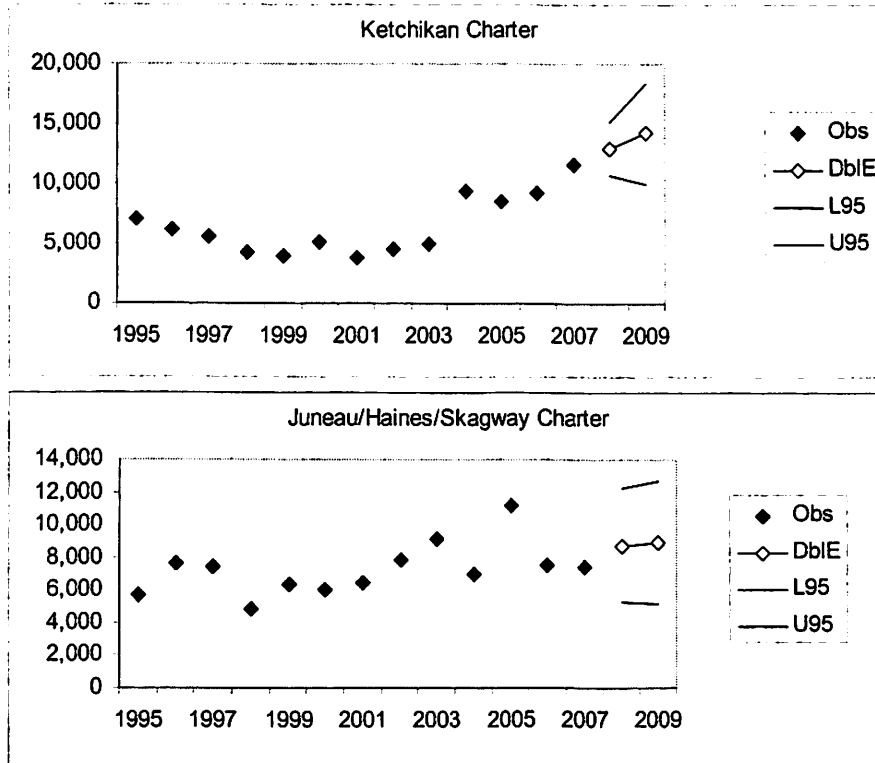 Ketchikan Charter
20,000
15,000
10,000
5,000
0
1995 1997 1999 2001 2003 2005 2007 2009
Obs
DblE
L95
U95
Juneau/Haines/Skagway Charter
14,000
12,000
10,000
8,000
6,000
4,000
2,000
0
1995 1997 1999 2001 2003 2005 2007 2009
Obs
DblE
L95
U95